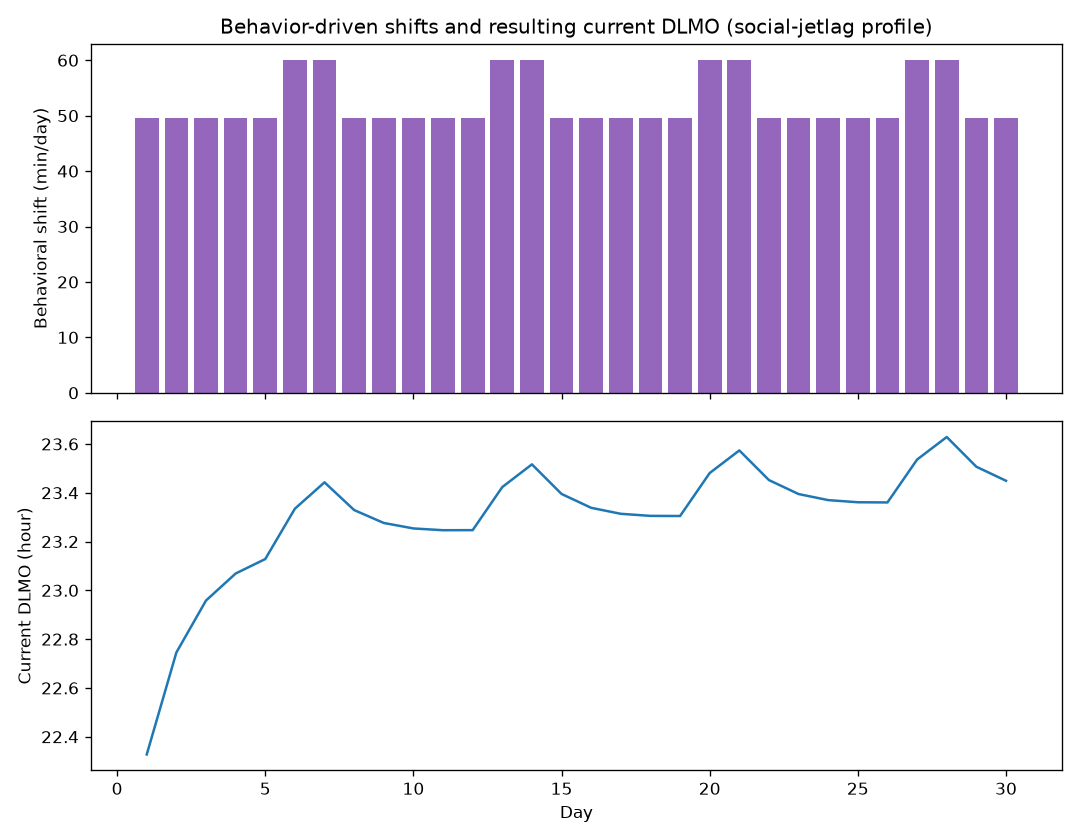 Behavior-driven shifts and resulting current DLMO (social-jetlag profile)
Behavioral shift (min/day)
60
50
40
30
20
10
0
Current DLMO (hour)
23.6
23.4
23.2
23.0
22.8
22.6
22.4
0 5 10 15 20 25 30
Day